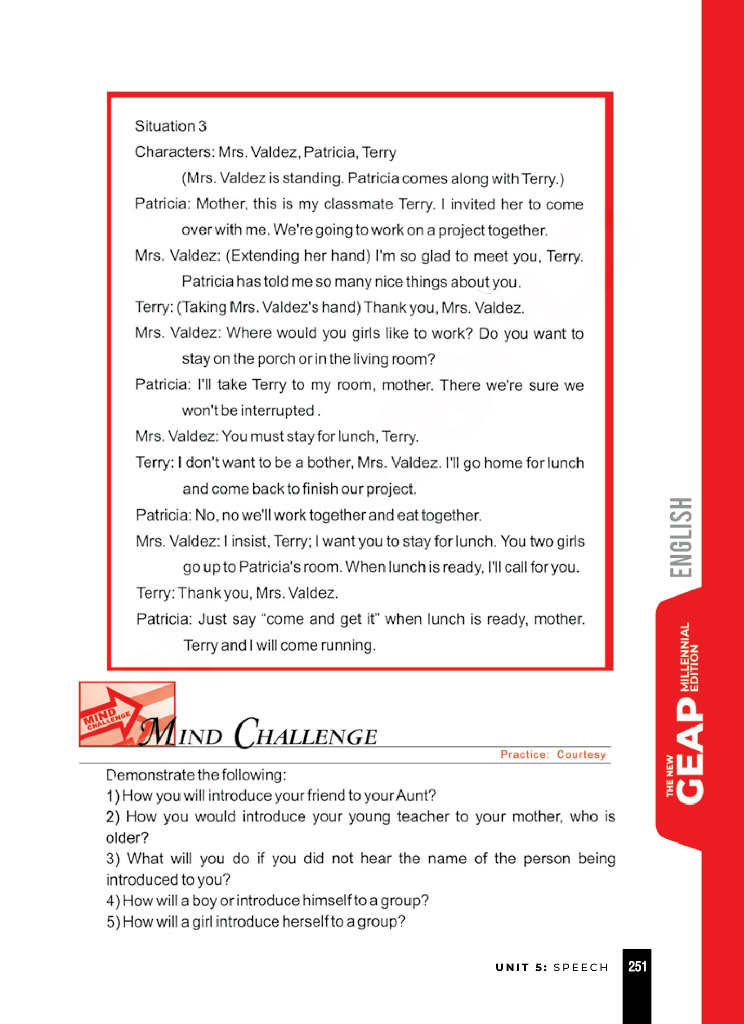 Situation 3
Characters: Mrs. Valdez, Patricia, Terry
(Mrs. Valdez is standing. Patricia comes along with Terry.)
Patricia: Mother, this is my classmate Terry. I invited her to come
over with me. We're going to work on a project together.
Mrs. Valdez: (Extending her hand) I'm so glad to meet you, Terry.
Patricia has told me so many nice things about you.
Terry: (Taking Mrs. Valdez's hand) Thank you, Mrs. Valdez.
Mrs. Valdez: Where would you girls like to work? Do you want to
stay on the porch or in the living room?
Patricia: I'll take Terry to my room, mother. There we're sure we
won't be interrupted .
Mrs. Valdez: You must stay for lunch, Terry.
Terry: I don't want to be a bother, Mrs. Valdez. I'll go home for lunch
and come back to finish our project.
Patricia: No, no we'll work together and eat together.
Mrs. Valdez: I insist, Terry; I want you to stay for lunch. You two girls
go up to Patricia's room. When lunch is ready, I'll call for you.
Terry: Thank you, Mrs. Valdez.
Patricia: Just say "come and get it" when lunch is ready, mother.
Terry and I will come running.
MIND
CHALLENGE
MIND CHALLENGE
Practice: Courtesy
Demonstrate the following:
1) How you will introduce your friend to your Aunt?
2) How you would introduce your young teacher to your mother, who is
older?
3) What will you do if you did not hear the name of the person being
introduced to you?
4) How will a boy or introduce himself to a group?
5) How will a girl introduce herself to a group?
ENGLISH
THE NEW
GEAP
MILLENNIAL
EDITION
UNIT 5: SPEECH
251